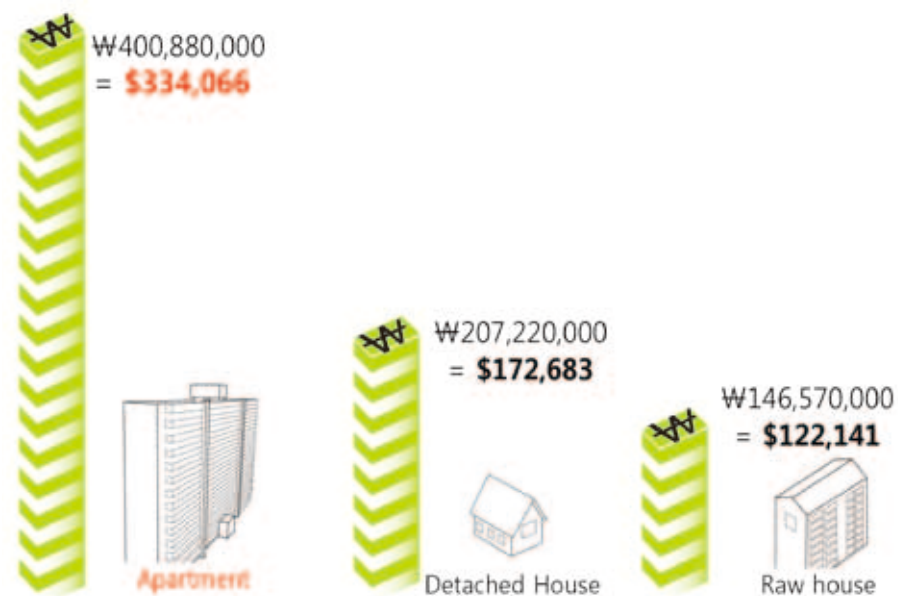 ₩400,880,000
= $334,066
Apartment
₩207,220,000
= $172,683
Detached House
₩146,570,000
= $122,141
Raw house